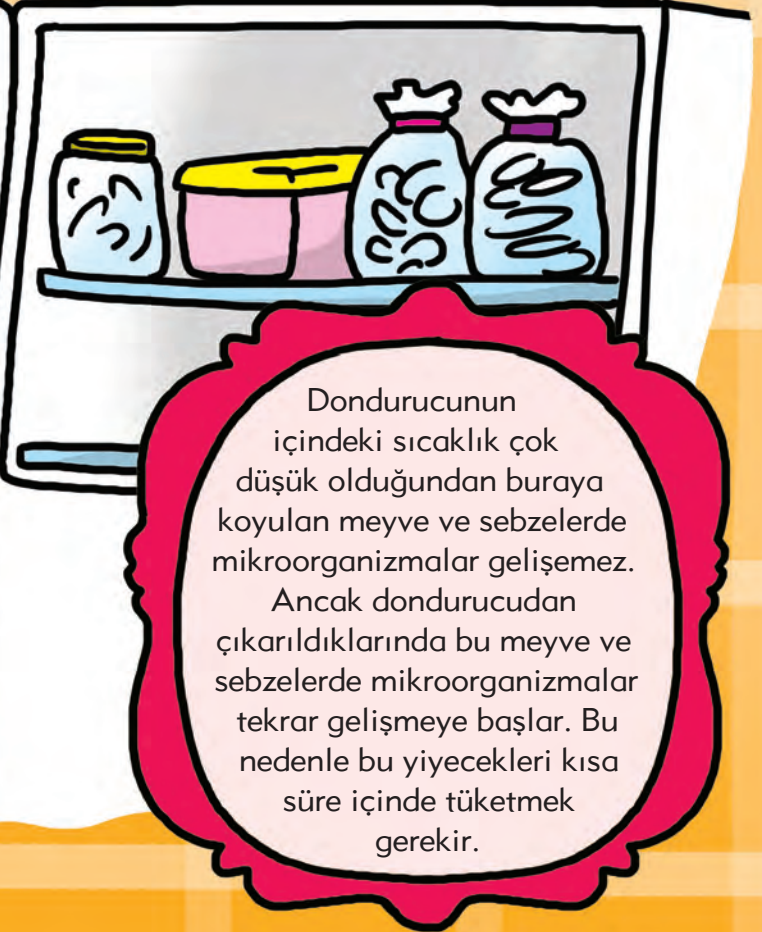 Dondurucunun
içindeki sıcaklık çok
düşük olduğundan buraya
koyulan meyve ve sebzelerde
mikroorganizmalar gelişemez.
Ancak dondurucudan
çıkarıldıklarında bu meyve ve
sebzelerde mikroorganizmalar
tekrar gelişmeye başlar. Bu
nedenle bu yiyecekleri kısa
süre içinde tüketmek
gerekir.